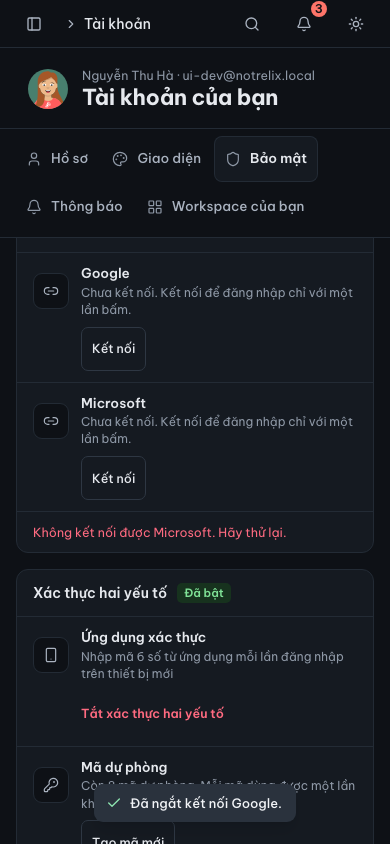 Tài khoản
3
Nguyễn Thu Hà · ui-dev@notrelix.local
Tài khoản của bạn
Hồ sơ
Giao diện
Bảo mật
Thông báo
Workspace của bạn
Google
Chưa kết nối. Kết nối để đăng nhập chỉ với một
lần bấm.
Kết nối
Microsoft
Chưa kết nối. Kết nối để đăng nhập chỉ với một
lần bấm.
Kết nối
Không kết nối được Microsoft. Hãy thử lại.
Xác thực hai yếu tố
Đã bật
Ứng dụng xác thực
Nhập mã 6 số từ ứng dụng mỗi lần đăng nhập
trên thiết bị mới
Tắt xác thực hai yếu tố
Mã dự phòng
một lần
Đã ngắt kết nối Google.
Tạo mã mới